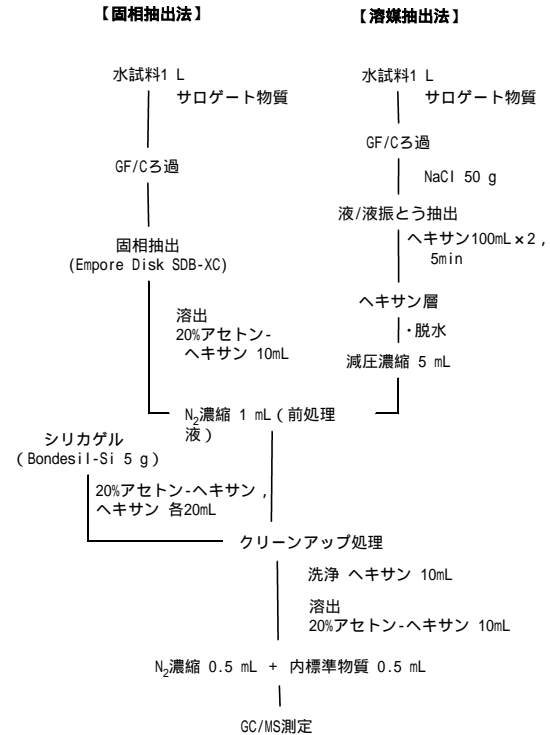 【固相抽出法】
【溶媒抽出法】
水試料1 L
サロゲート物質
GF/Cろ過
固相抽出
(Empore Disk SDB-XC)
溶出
20%アセトン-
ヘキサン 10mL
水試料1 L
サロゲート物質
GF/Cろ過
NaCl 50 g
液/液振とう抽出
ヘキサン100mL×2,
5min
ヘキサン層
・脱水
減圧濃縮 5 mL
N2濃縮 1 mL(前処理
液)
シリカゲル
(Bondesil-Si 5 g)
20%アセトン-ヘキサン,
ヘキサン 各20mL
クリーンアップ処理
洗浄 ヘキサン 10mL
溶出
20%アセトン-ヘキサン 10mL
N2濃縮 0.5 mL + 内標準物質 0.5 mL
GC/MS測定